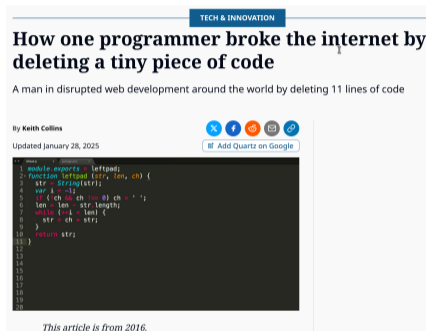 TECH & INNOVATION
How one programmer broke the internet by
deleting a tiny piece of code
A man in disrupted web development around the world by deleting 11 lines of code
By Keith Collins
Updated January 28, 2025
Add Quartz on Google
1 module.exports = leftpad;
2 function leftpad (str, len, ch) {
3 str = String(str);
4 var i = -1;
5 if (!ch && ch !== 0) ch = ' ';
6 len = len - str.length;
7 while (++i < len) {
8 str = ch + str;
9 }
10 return str;
11 }
12
13
14
15
16
17
18
19
20
This article is from 2016.